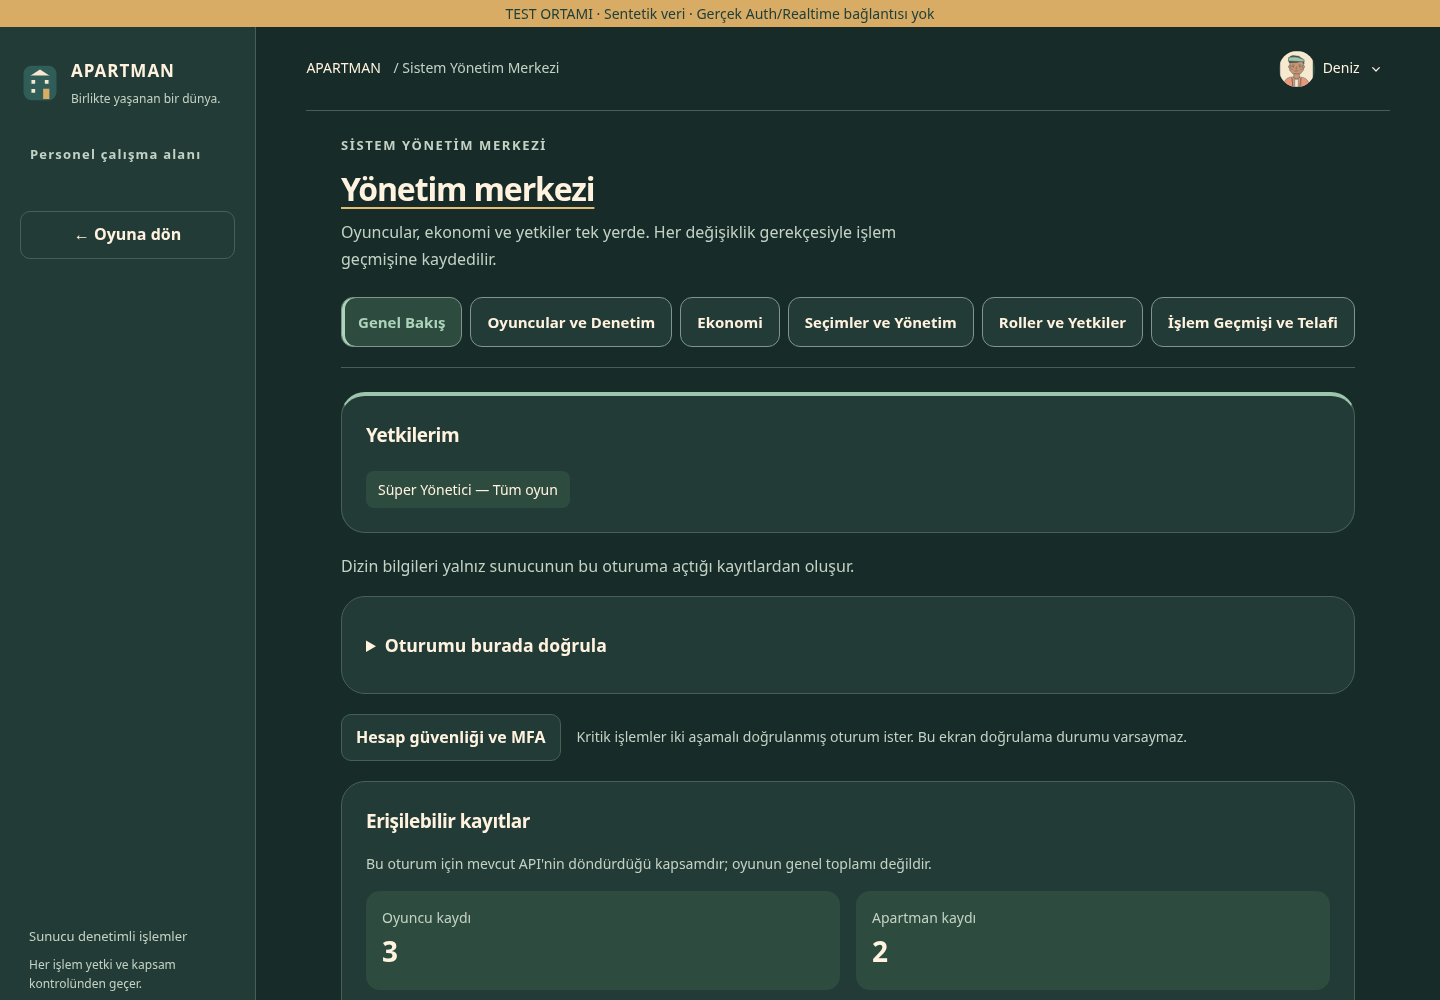 TEST ORTAMI · Sentetik veri · Gerçek Auth/Realtime bağlantısı yok
APARTMAN
Birlikte yaşanan bir dünya.
Personel çalışma alanı
← Oyuna dön
Sunucu denetimli işlemler
Her işlem yetki ve kapsam
kontrolünden geçer.
APARTMAN / Sistem Yönetim Merkezi
Deniz
SİSTEM YÖNETİM MERKEZİ
Yönetim merkezi
Oyuncular, ekonomi ve yetkiler tek yerde. Her değişiklik gerekçesiyle işlem
geçmişine kaydedilir.
Genel Bakış
Oyuncular ve Denetim
Ekonomi
Seçimler ve Yönetim
Roller ve Yetkiler
İşlem Geçmişi ve Telafi
Yetkilerim
Süper Yönetici — Tüm oyun
Dizin bilgileri yalnız sunucunun bu oturuma açtığı kayıtlardan oluşur.
Oturumu burada doğrula
Hesap güvenliği ve MFA
Kritik işlemler iki aşamalı doğrulanmış oturum ister. Bu ekran doğrulama durumu varsaymaz.
Erişilebilir kayıtlar
Bu oturum için mevcut API'nin döndürdüğü kapsamdır; oyunun genel toplamı değildir.
Oyuncu kaydı
3
Apartman kaydı
2